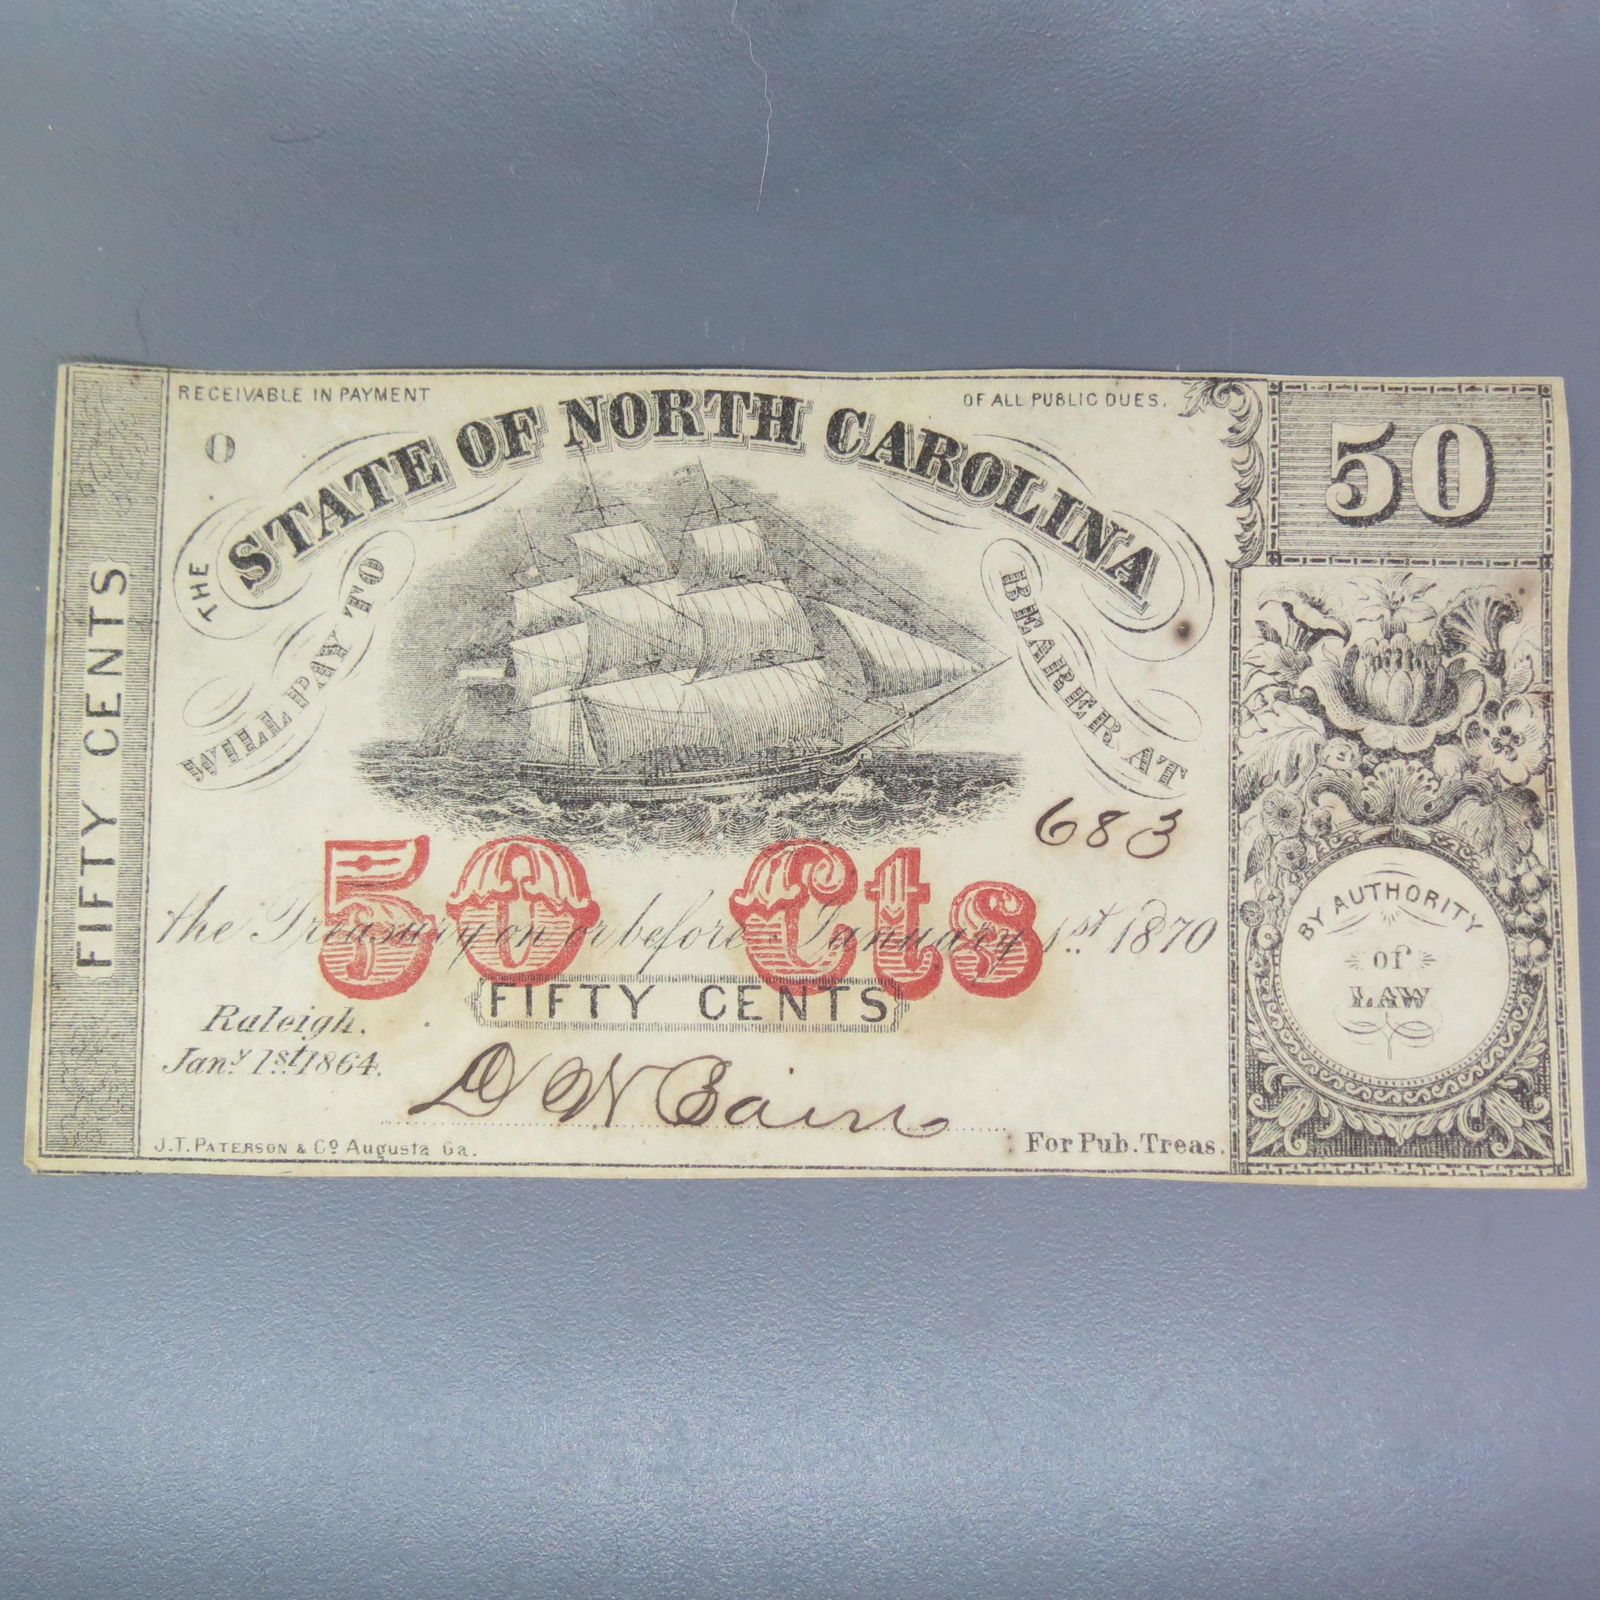 RECEIVABLE IN PAYMENT OF ALL PUBLIC DUES.
O
50
THE STATE OF NORTH CAROLINA
WILL PAY TO BEARER AT
683
50 Cts
the Treasury on or before January 1st. 1870
FIFTY CENTS
Raleigh.
Jany. 1st. 1864.
D W Bain
For Pub. Treas.
J.T. PATERSON & Co Augusta Ga.
FIFTY CENTS
BY AUTHORITY
of
LAW